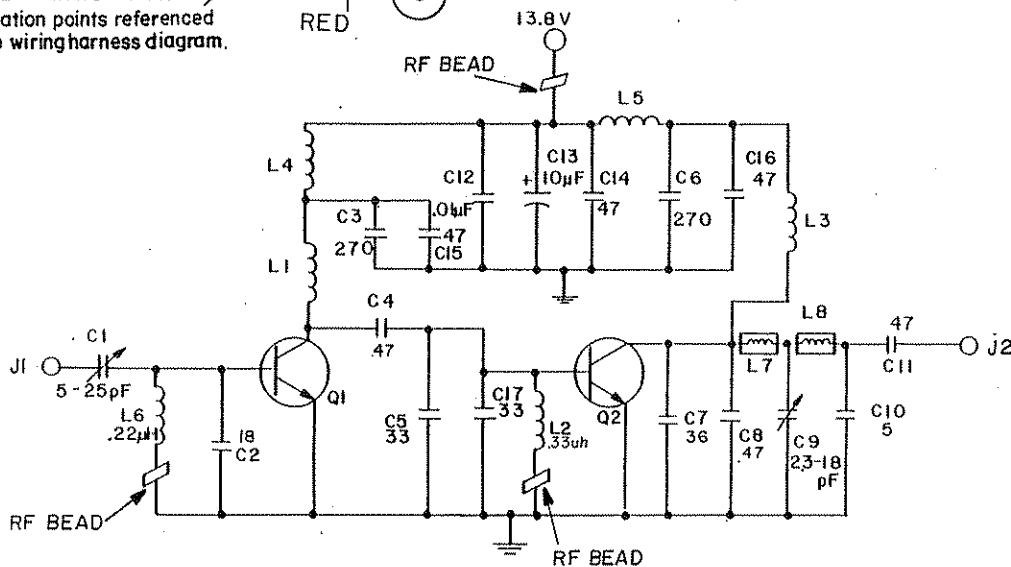 ation points referenced
wiring harness diagram.
RED
13.8V
RF BEAD
L5
L4
C12
C13
10µF
+
C14
47
C6
270
C16
47
C3
270
.01µF
47
C15
L3
L1
C4
.47
L8
47
C11
J2
C1
J1
5-25pF
Q1
L7
L6
.22µH
18
C2
C5
33
C17
33
L2
.33uh
Q2
C7
36
C8
.47
C9
2.3-18
pF
C10
5
RF BEAD
RF BEAD